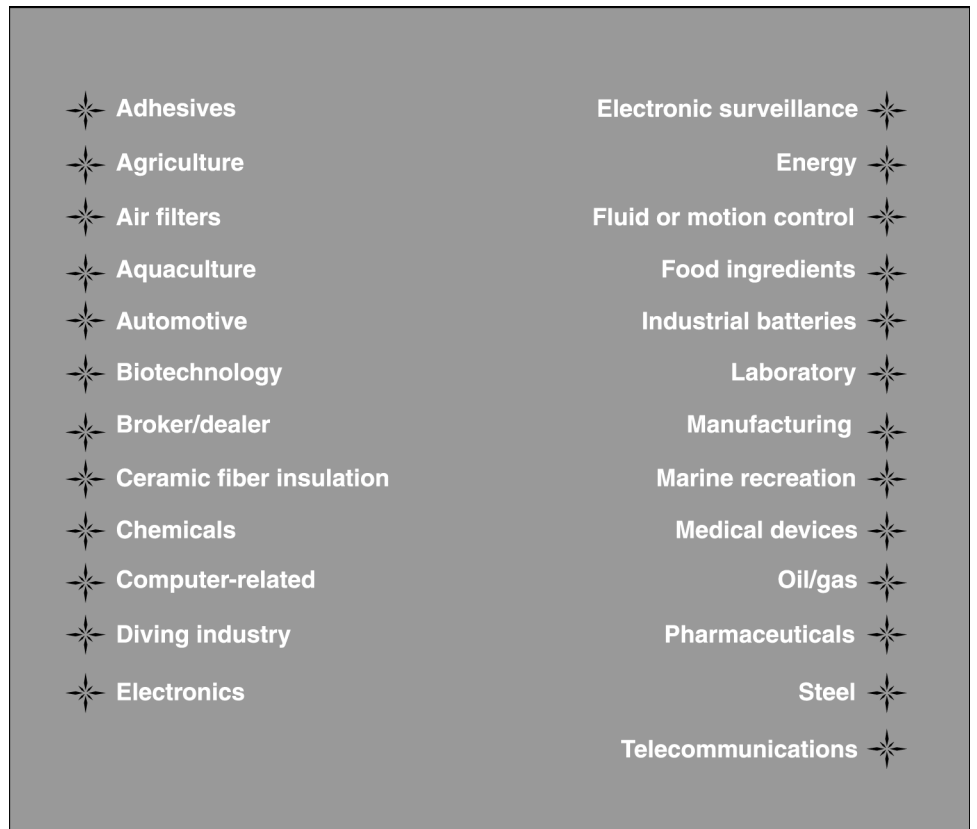 Adhesives
Agriculture
Air filters
Aquaculture
Automotive
Biotechnology
Broker/dealer
Ceramic fiber insulation
Chemicals
Computer-related
Diving industry
Electronics
Electronic surveillance
Energy
Fluid or motion control
Food ingredients
Industrial batteries
Laboratory
Manufacturing
Marine recreation
Medical devices
Oil/gas
Pharmaceuticals
Steel
Telecommunications